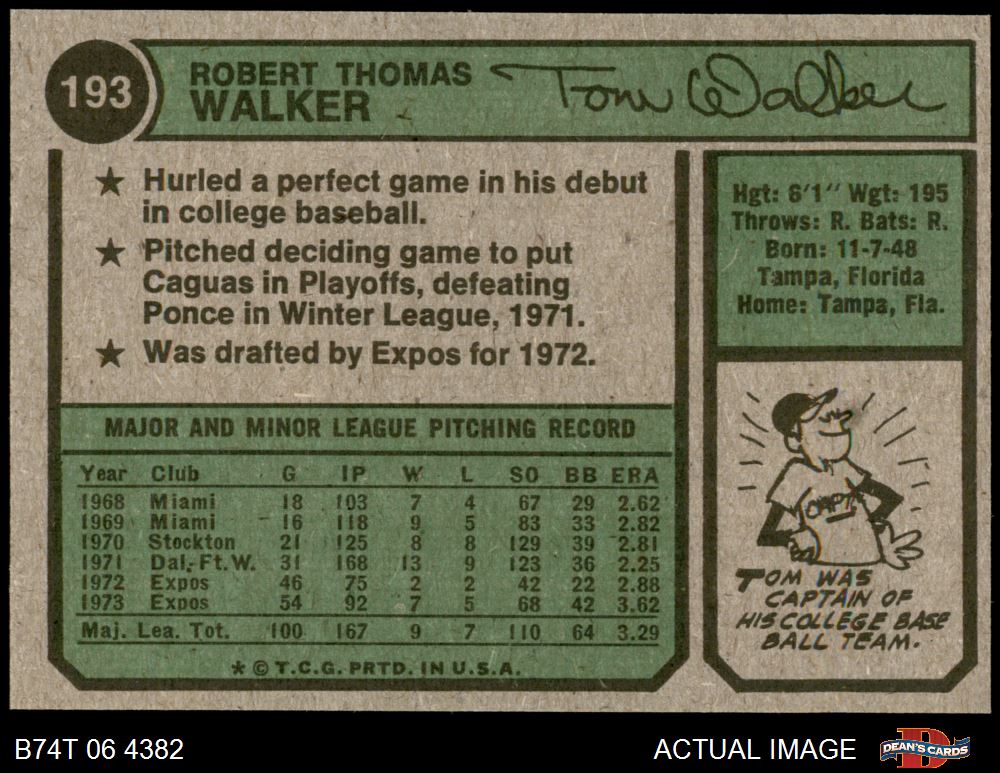 193
ROBERT THOMAS
WALKER
Tom Walker
★ Hurled a perfect game in his debut
in college baseball.
★ Pitched deciding game to put
Caguas in Playoffs, defeating
Ponce in Winter League, 1971.
★ Was drafted by Expos for 1972.
Hgt: 6'1" Wgt: 195
Throws: R. Bats: R.
Born: 11-7-48
Tampa, Florida
Home: Tampa, Fla.
MAJOR AND MINOR LEAGUE PITCHING RECORD
Year Club G IP W L SO BB ERA
1968 Miami 18 103 7 4 67 29 2.62
1969 Miami 16 118 9 5 83 33 2.82
1970 Stockton 21 125 8 8 129 39 2.81
1971 Dal.-Ft. W. 31 168 13 9 123 36 2.25
1972 Expos 46 75 2 2 42 22 2.88
1973 Expos 54 92 7 5 68 42 3.62
Maj. Lea. Tot. 100 167 9 7 110 64 3.29
* © T.C.G. PRTD. IN U.S.A.
CAPT.
TOM WAS
CAPTAIN OF
HIS COLLEGE BASE
BALL TEAM.
B74T 06 4382
ACTUAL IMAGE
DEAN'S CARDS